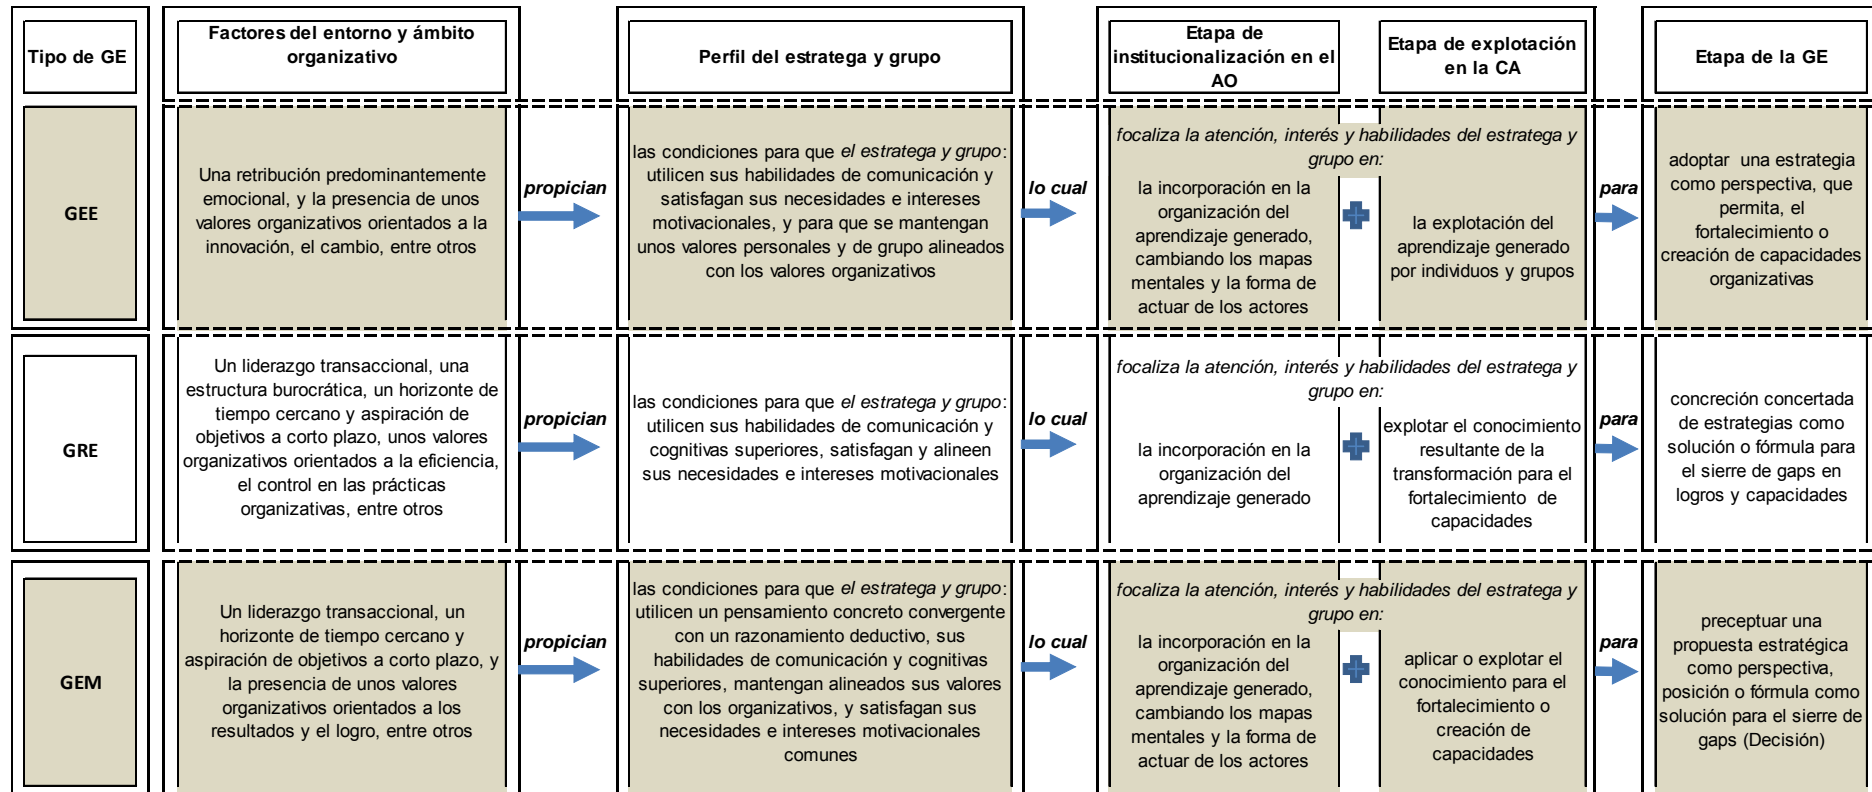 Tipo de GE
Factores del entorno y ámbito
organizativo
Perfil del estratega y grupo
Etapa de
institucionalización en el
AO
Etapa de explotación
en la CA
Etapa de la GE
GEE
Una retribución predominantemente
emocional, y la presencia de unos
valores organizativos orientados a la
innovación, el cambio, entre otros
propician
las condiciones para que el estratega y grupo:
utilicen sus habilidades de comunicación y
satisfagan sus necesidades e intereses
motivacionales, y para que se mantengan
unos valores personales y de grupo alineados
con los valores organizativos
lo cual
focaliza la atención, interés y habilidades del estratega y
grupo en:
la incorporación en la
organización del
aprendizaje generado,
cambiando los mapas
mentales y la forma de
actuar de los actores
la explotación del
aprendizaje generado
por individuos y grupos
para
adoptar una estrategia
como perspectiva, que
permita, el
fortalecimiento o
creación de capacidades
organizativas
GRE
Un liderazgo transaccional, una
estructura burocrática, un horizonte de
tiempo cercano y aspiración de
objetivos a corto plazo, unos valores
organizativos orientados a la eficiencia,
el control en las prácticas
organizativas, entre otros
propician
las condiciones para que el estratega y grupo:
utilicen sus habilidades de comunicación y
cognitivas superiores, satisfagan y alineen
sus necesidades e intereses motivacionales
lo cual
focaliza la atención, interés y habilidades del estratega y
grupo en:
la incorporación en la
organización del
aprendizaje generado
explotar el conocimiento
resultante de la
transformación para el
fortalecimiento de
capacidades
para
concreción concertada
de estrategias como
solución o fórmula para
el sierre de gaps en
logros y capacidades
GEM
Un liderazgo transaccional, un
horizonte de tiempo cercano y
aspiración de objetivos a corto plazo, y
la presencia de unos valores
organizativos orientados a los
resultados y el logro, entre otros
propician
las condiciones para que el estratega y grupo:
utilicen un pensamiento concreto convergente
con un razonamiento deductivo, sus
habilidades de comunicación y cognitivas
superiores, mantengan alineados sus valores
con los organizativos, y satisfagan sus
necesidades e intereses motivacionales
comunes
lo cual
focaliza la atención, interés y habilidades del estratega y
grupo en:
la incorporación en la
organización del
aprendizaje generado,
cambiando los mapas
mentales y la forma de
actuar de los actores
aplicar o explotar el
conocimiento para el
fortalecimiento o
creación de
capacidades
para
preceptuar una
propuesta estratégica
como perspectiva,
posición o fórmula como
solución para el sierre de
gaps (Decisión)